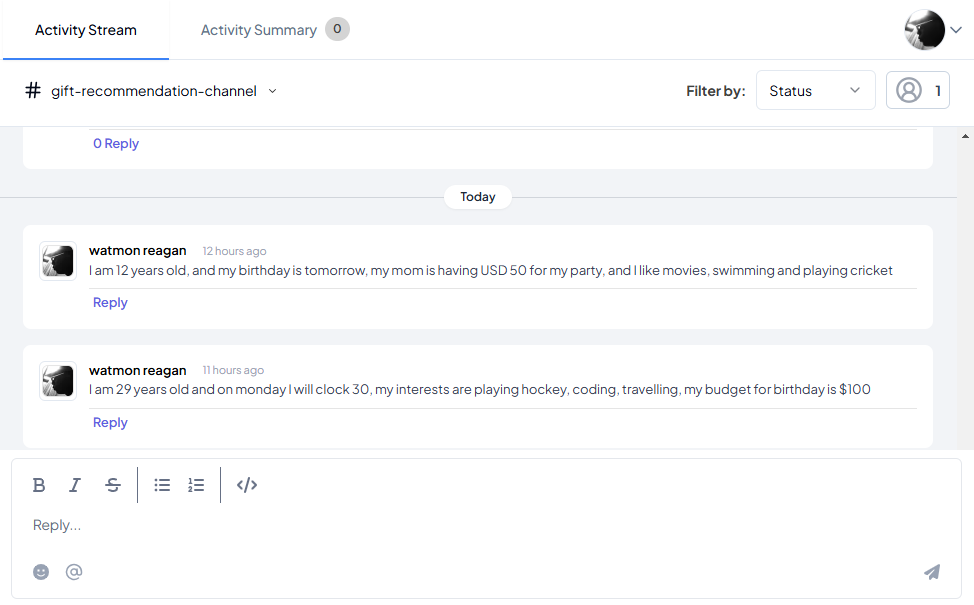 Activity Stream
Activity Summary 0
# gift-recommendation-channel
Filter by: Status 1
0 Reply
Today
watmon reagan 12 hours ago
I am 12 years old, and my birthday is tomorrow, my mom is having USD 50 for my party, and I like movies, swimming and playing cricket
Reply
watmon reagan 11 hours ago
I am 29 years old and on monday I will clock 30, my interests are playing hockey, coding, travelling, my budget for birthday is $100
Reply
B I S </>
Reply...
@